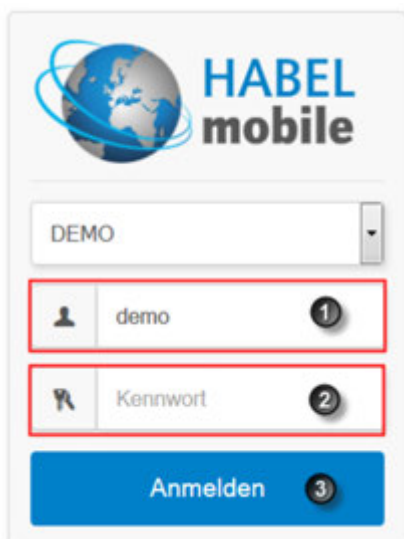 HABEL
mobile
DEMO
demo 1
Kennwort 2
Anmelden 3